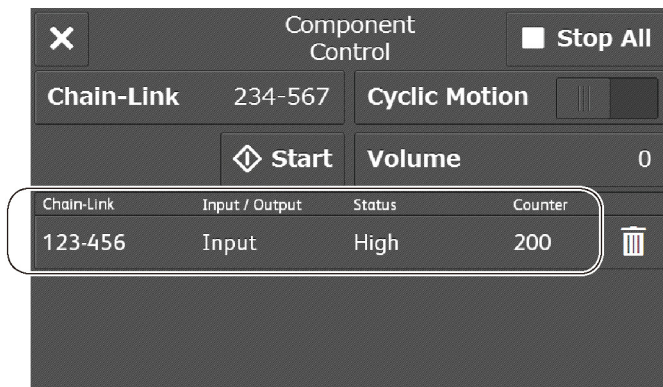 Component
Control
Stop All
Chain-Link 234-567 Cyclic Motion
Start Volume 0
Chain-Link Input / Output Status Counter
123-456 Input High 200